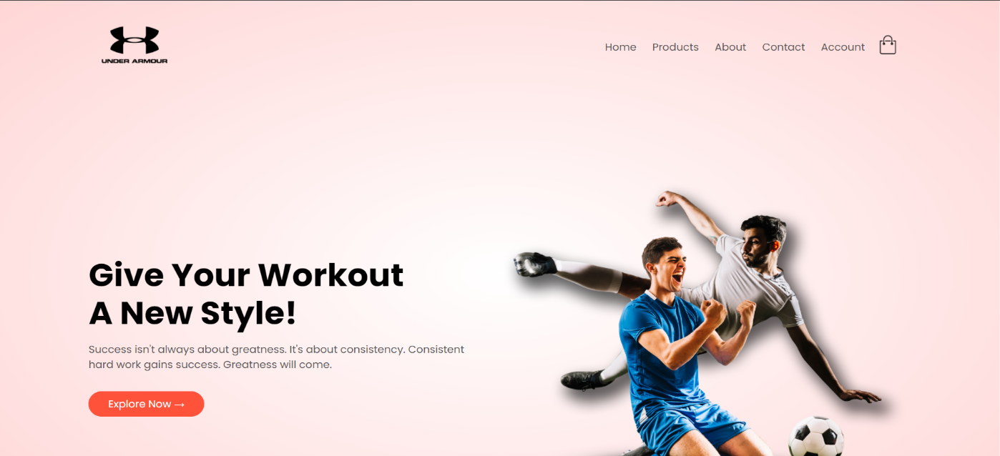 UNDER ARMOUR
Home Products About Contact Account
Give Your Workout
A New Style!
Success isn't always about greatness. It's about consistency. Consistent
hard work gains success. Greatness will come.
Explore Now →